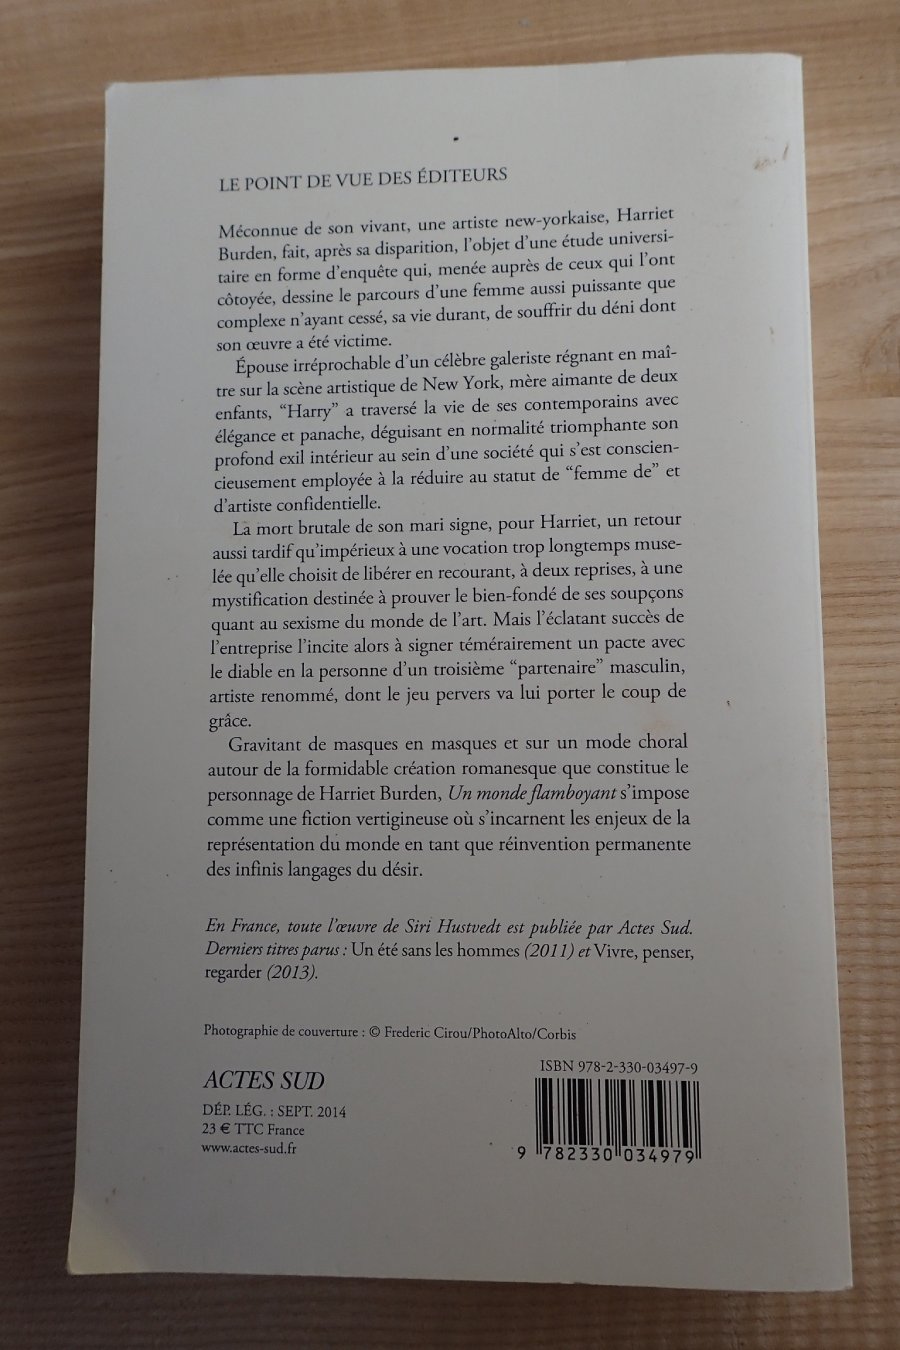 LE POINT DE VUE DES ÉDITEURS
Méconnue de son vivant, une artiste new-yorkaise, Harriet
Burden, fait, après sa disparition, l'objet d'une étude universi-
taire en forme d'enquête qui, menée auprès de ceux qui l'ont
côtoyée, dessine le parcours d'une femme aussi puissante que
complexe n'ayant cessé, sa vie durant, de souffrir du déni dont
son œuvre a été victime.
Épouse irréprochable d'un célèbre galeriste régnant en maî-
tre sur la scène artistique de New York, mère aimante de deux
enfants, “Harry” a traversé la vie de ses contemporains avec
élégance et panache, déguisant en normalité triomphante son
profond exil intérieur au sein d'une société qui s'est conscien-
cieusement employée à la réduire au statut de “femme de” et
d'artiste confidentielle.
La mort brutale de son mari signe, pour Harriet, un retour
aussi tardif qu'impérieux à une vocation trop longtemps muse-
lée qu'elle choisit de libérer en recourant, à deux reprises, à une
mystification destinée à prouver le bien-fondé de ses soupçons
quant au sexisme du monde de l'art. Mais l'éclatant succès de
l'entreprise l'incite alors à signer témérairement un pacte avec
le diable en la personne d'un troisième “partenaire” masculin,
artiste renommé, dont le jeu pervers va lui porter le coup de
grâce.
Gravitant de masques en masques et sur un mode choral
autour de la formidable création romanesque que constitue le
personnage de Harriet Burden, Un monde flamboyant s'impose
comme une fiction vertigineuse où s'incarnent les enjeux de la
représentation du monde en tant que réinvention permanente
des infinis langages du désir.
En France, toute l'œuvre de Siri Hustvedt est publiée par Actes Sud.
Derniers titres parus : Un été sans les hommes (2011) et Vivre, penser,
regarder (2013).
Photographie de couverture : © Frederic Cirou/PhotoAlto/Corbis
ACTES SUD
DÉP. LÉG. : SEPT. 2014
23 € TTC France
www.actes-sud.fr
ISBN 978-2-330-03497-9
9 782330 034979